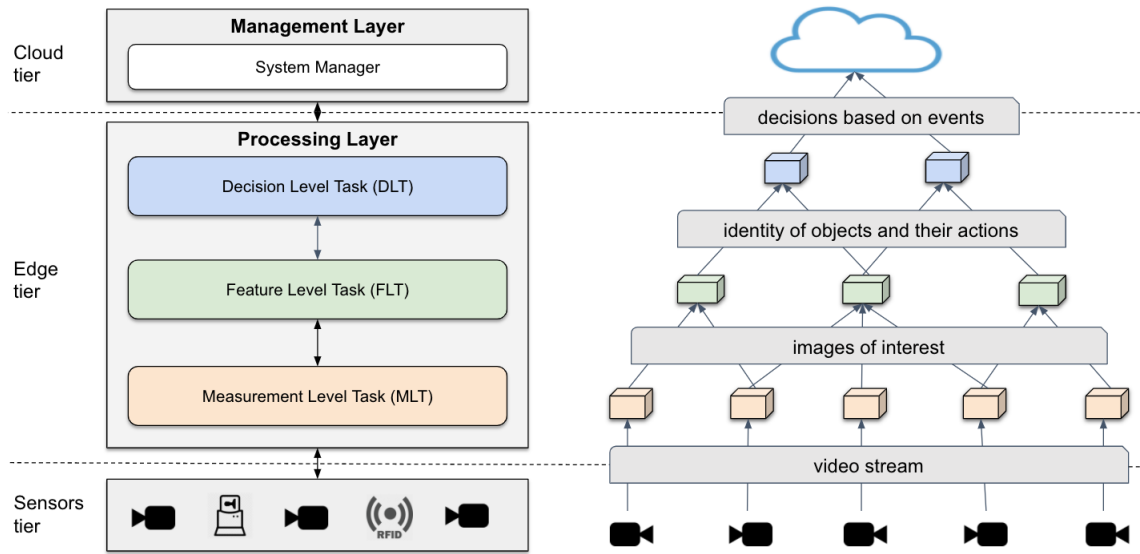 Cloud
tier
Management Layer
System Manager
Edge
tier
Processing Layer
Decision Level Task (DLT)
Feature Level Task (FLT)
Measurement Level Task (MLT)
Sensors
tier
RFID
decisions based on events
identity of objects and their actions
images of interest
video stream